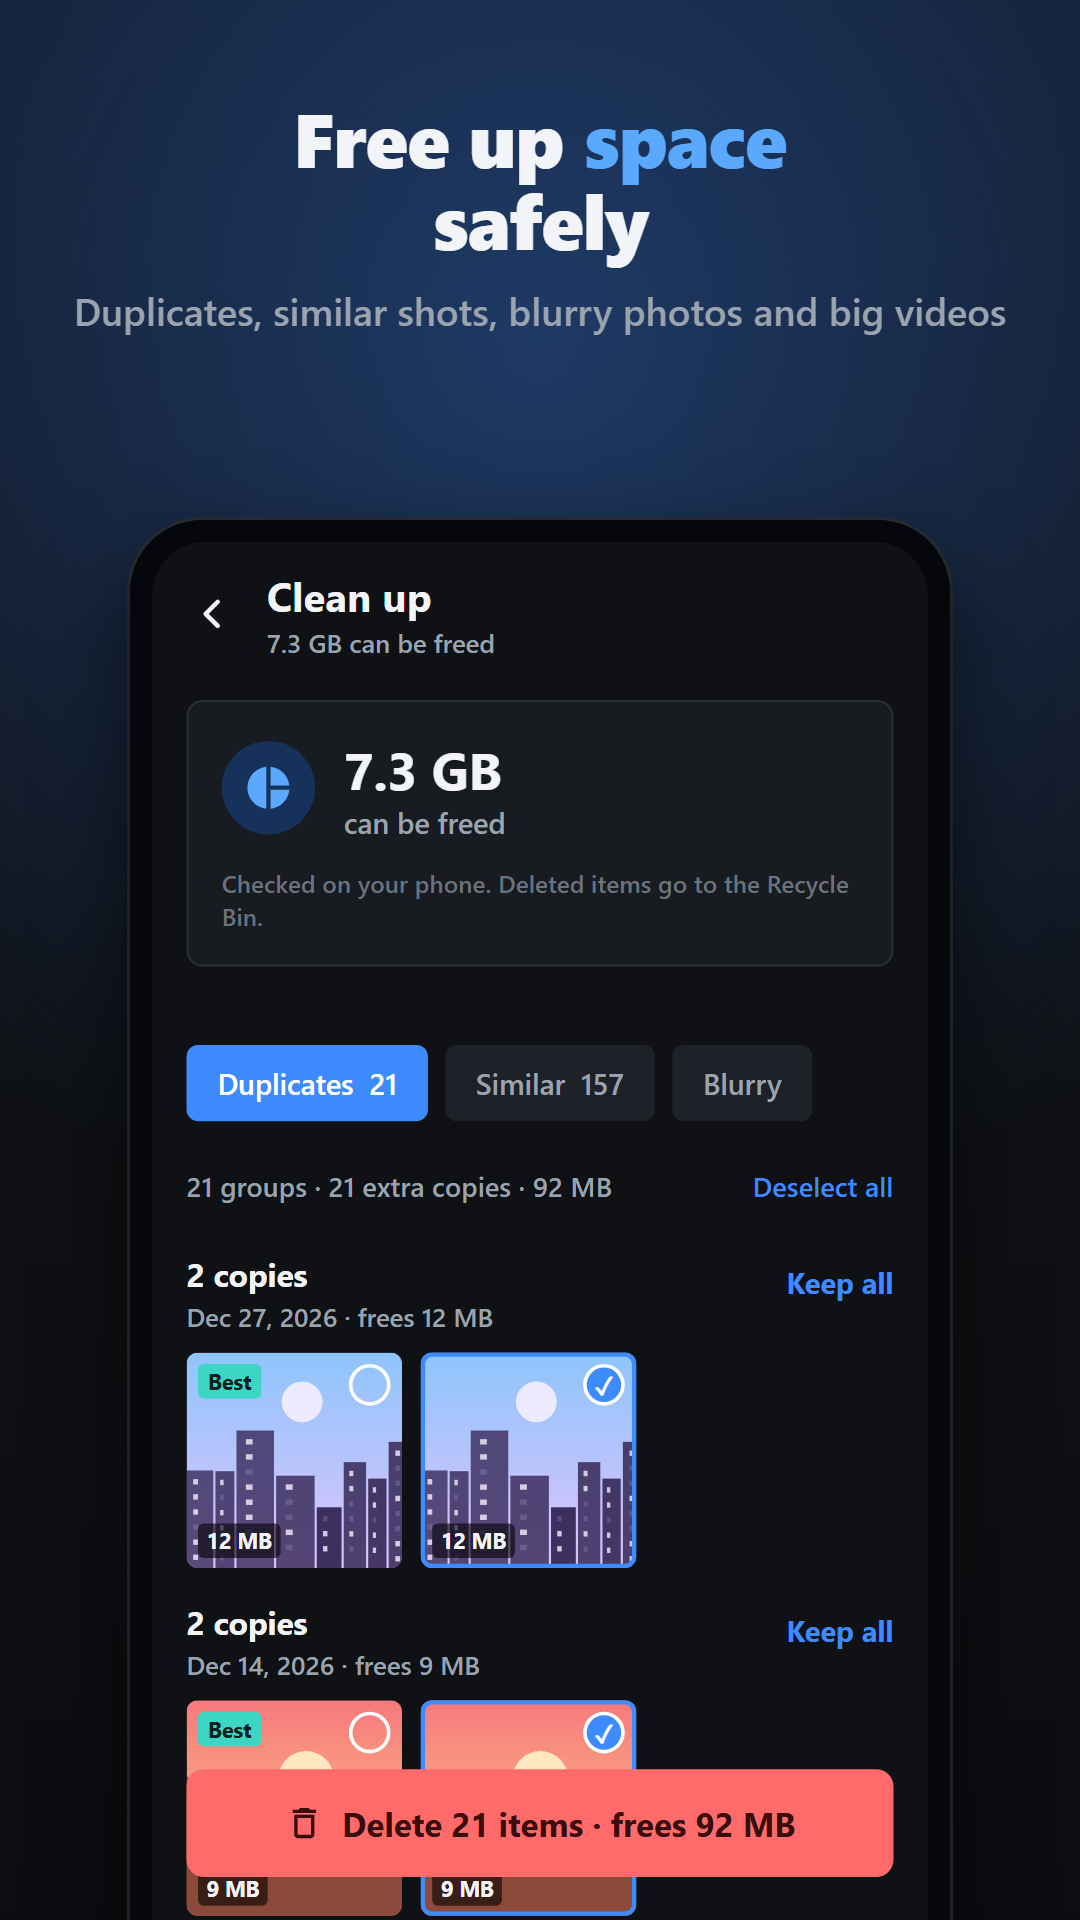 Free up space
safely
Duplicates, similar shots, blurry photos and big videos
Clean up
7.3 GB can be freed
7.3 GB
can be freed
Checked on your phone. Deleted items go to the Recycle
Bin.
Duplicates 21
Similar 157
Blurry
21 groups · 21 extra copies · 92 MB
Deselect all
2 copies
Keep all
Dec 27, 2026 · frees 12 MB
Best
12 MB
12 MB
2 copies
Keep all
Dec 14, 2026 · frees 9 MB
Best
Delete 21 items · frees 92 MB
9 MB
9 MB